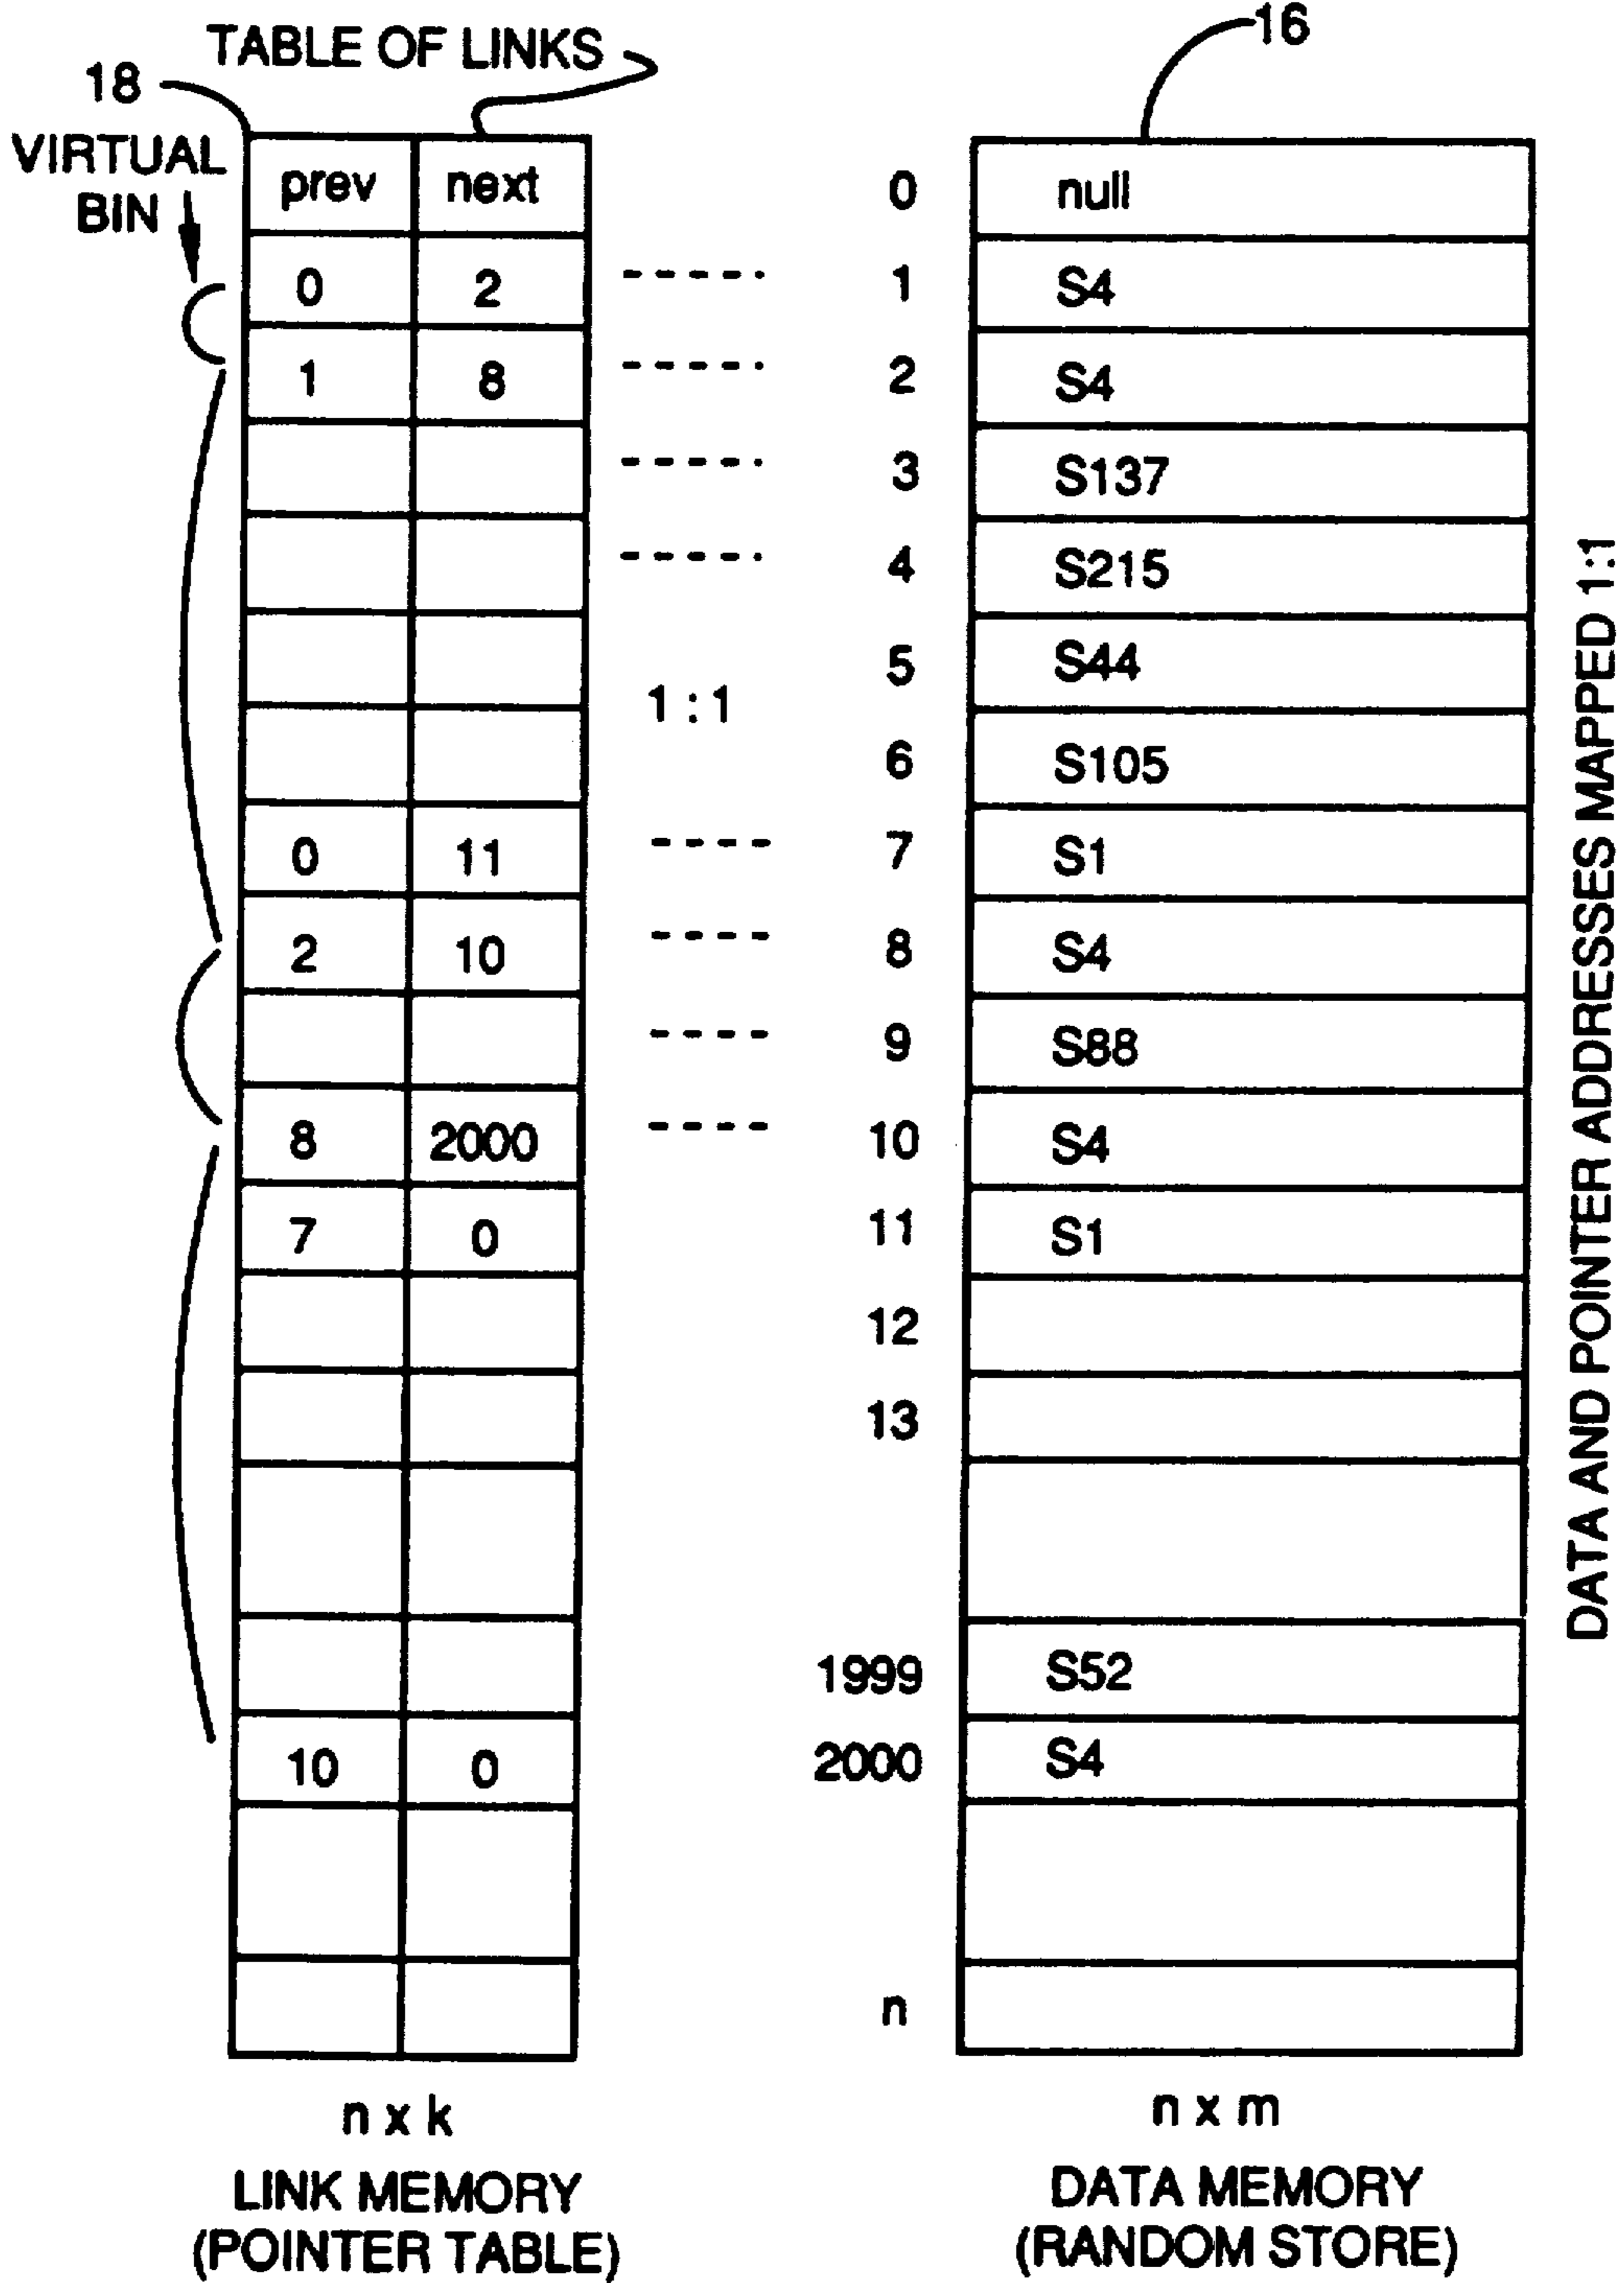 TABLE OF LINKS
16
18
VIRTUAL
BIN
prev next 0 null
0 2 1 S4
1 8 2 S4
3 S137
4 S215
5 S44
1 : 1
6 S105
0 11 7 S1
2 10 8 S4
9 S88
8 2000 10 S4
7 0 11 S1
12
13
1999 S52
10 0 2000 S4
n
n x k
LINK MEMORY
(POINTER TABLE)
n x m
DATA MEMORY
(RANDOM STORE)
DATA AND POINTER ADDRESSES MAPPED 1:1